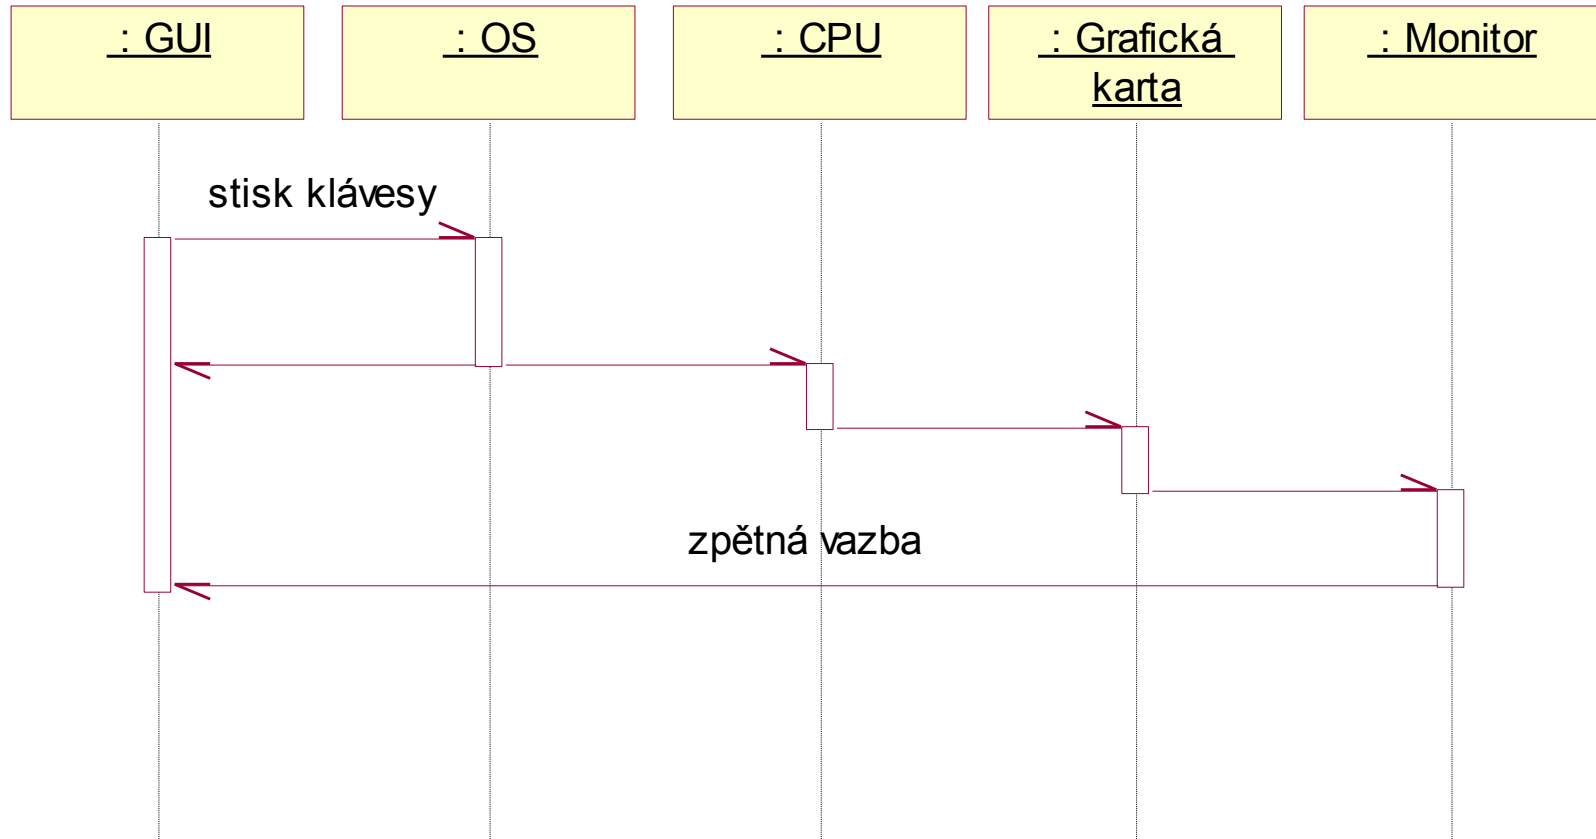 : GUI
: OS
: CPU
: Grafická
karta
: Monitor
stisk klávesy
zpětná vazba